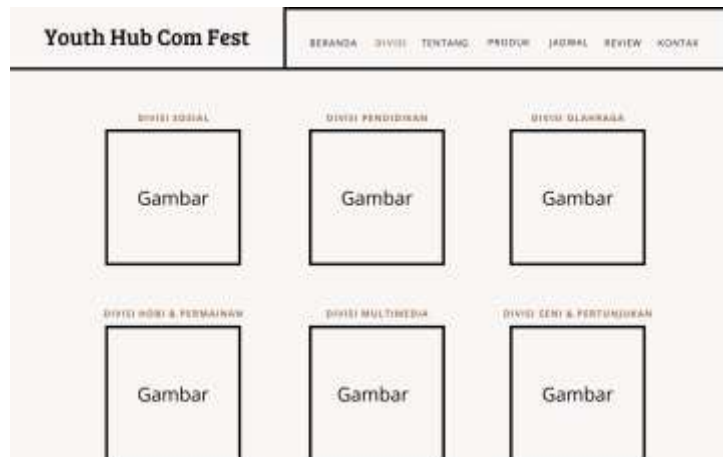 Youth Hub Com Fest
BERANDA DIVISI TENTANG PRODUK JADWAL REVIEW KONTAK
DIVISI SOSIAL DIVISI PENDIDIKAN DIVISI OLAHRAGA
Gambar Gambar Gambar
DIVISI HOBI & PERMAINAN DIVISI MULTIMEDIA DIVISI SENI & PERTUNJUKAN
Gambar Gambar Gambar